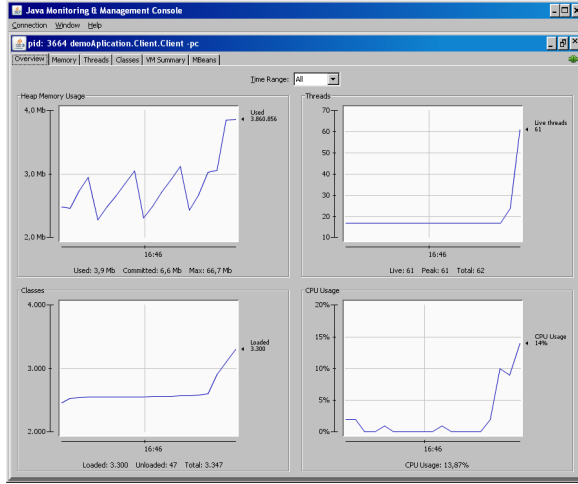 Java Monitoring & Management Console
Connection Window Help
pid: 3664 demoAplication.Client.Client -pc
Overview Memory Threads Classes VM Summary MBeans
Time Range: All
Heap Memory Usage
4,0 Mb
3,0 Mb
2,0 Mb
Used
3.860.856
16:46
Used: 3,9 Mb Committed: 6,6 Mb Max: 66,7 Mb
Threads
70
60
50
40
30
20
10
Live threads
61
16:46
Live: 61 Peak: 61 Total: 62
Classes
4.000
3.000
2.000
Loaded
3.300
16:46
Loaded: 3.300 Unloaded: 47 Total: 3.347
CPU Usage
20%
15%
10%
5%
0%
CPU Usage
14%
16:46
CPU Usage: 13,87%